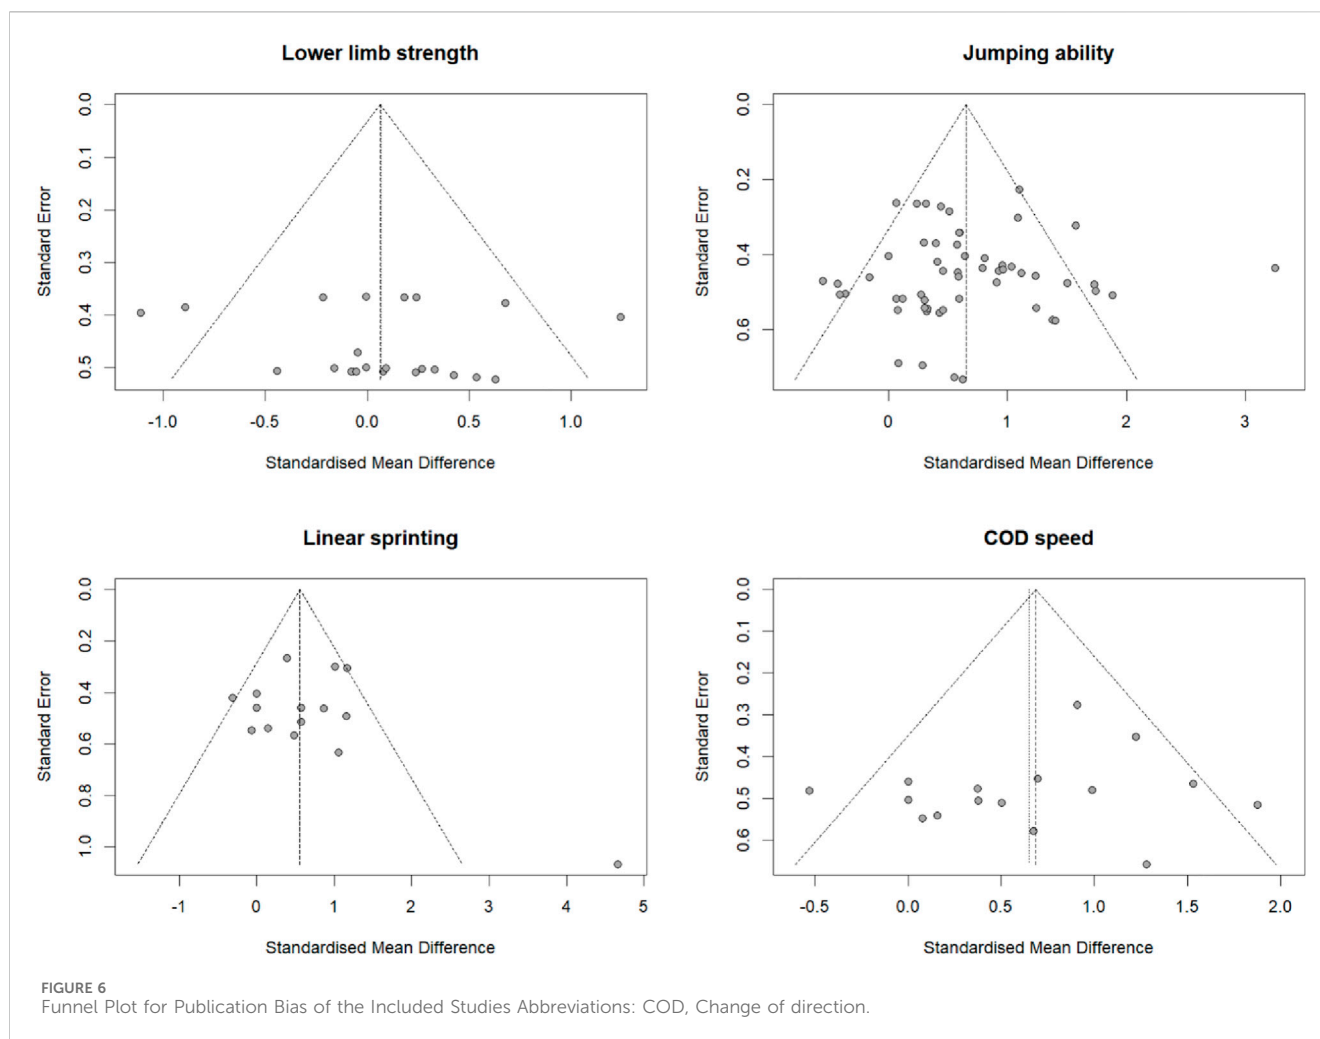 Lower limb strength
Standard Error
0.0
0.1
0.2
0.3
0.4
0.5
-1.0 -0.5 0.0 0.5 1.0
Standardised Mean Difference
Jumping ability
Standard Error
0.0
0.2
0.4
0.6
0 1 2 3
Standardised Mean Difference
Linear sprinting
Standard Error
0.0
0.2
0.4
0.6
0.8
1.0
-1 0 1 2 3 4 5
Standardised Mean Difference
COD speed
Standard Error
0.0
0.1
0.2
0.3
0.4
0.5
0.6
-0.5 0.0 0.5 1.0 1.5 2.0
Standardised Mean Difference
FIGURE 6
Funnel Plot for Publication Bias of the Included Studies Abbreviations: COD, Change of direction.